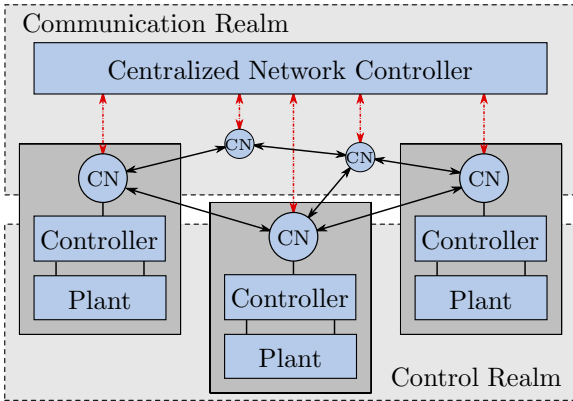 Communication Realm
Centralized Network Controller
CN
CN
CN
CN
CN
Controller
Plant
Controller
Plant
Controller
Plant
Control Realm